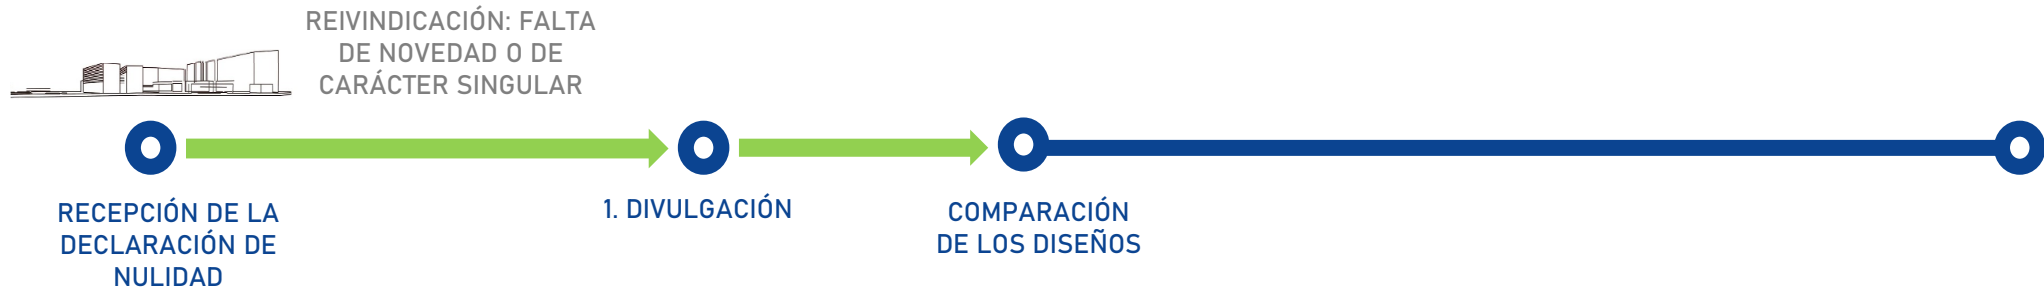 REIVINDICACIÓN: FALTA
DE NOVEDAD O DE
CARÁCTER SINGULAR
RECEPCIÓN DE LA
DECLARACIÓN DE
NULIDAD
1. DIVULGACIÓN
COMPARACIÓN
DE LOS DISEÑOS